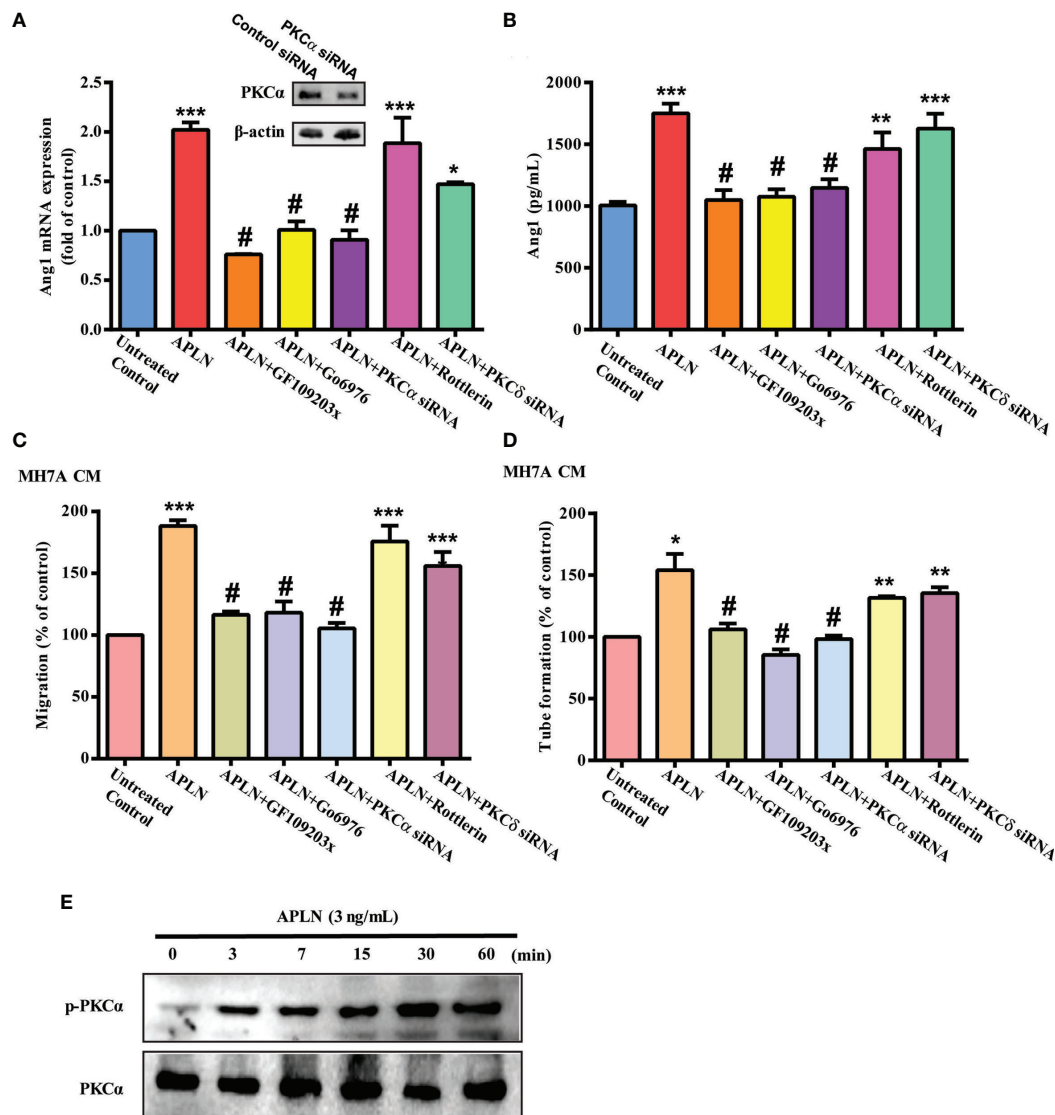 A
Control siRNA
PKCα siRNA
PKCα
β-actin
Ang1 mRNA expression
(fold of control)
2.5
2.0
1.5
1.0
0.5
0.0
***
#
#
#
***
*
Untreated
Control
APLN
APLN+GF109203x
APLN+Go6976
APLN+PKCα siRNA
APLN+Rottlerin
APLN+PKCδ siRNA
B
Ang1 (pg/mL)
2000
1500
1000
500
0
***
#
#
#
**
***
Untreated
Control
APLN
APLN+GF109203x
APLN+Go6976
APLN+PKCα siRNA
APLN+Rottlerin
APLN+PKCδ siRNA
C
MH7A CM
Migration (% of control)
200
150
100
50
0
***
#
#
#
***
***
Untreated
Control
APLN
APLN+GF109203x
APLN+Go6976
APLN+PKCα siRNA
APLN+Rottlerin
APLN+PKCδ siRNA
D
MH7A CM
Tube formation (% of control)
200
150
100
50
0
*
#
#
#
**
**
Untreated
Control
APLN
APLN+GF109203x
APLN+Go6976
APLN+PKCα siRNA
APLN+Rottlerin
APLN+PKCδ siRNA
E
APLN (3 ng/mL)
0 3 7 15 30 60 (min)
p-PKCα
PKCα